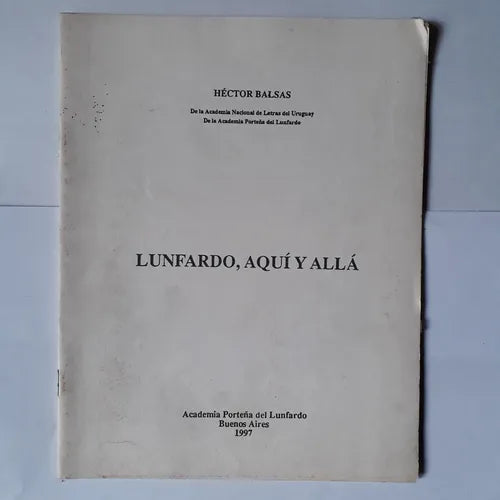 HÉCTOR BALSAS
De la Academia Nacional de Letras del Uruguay
De la Academia Porteña del Lunfardo
LUNFARDO, AQUÍ Y ALLÁ
Academia Porteña del Lunfardo
Buenos Aires
1997